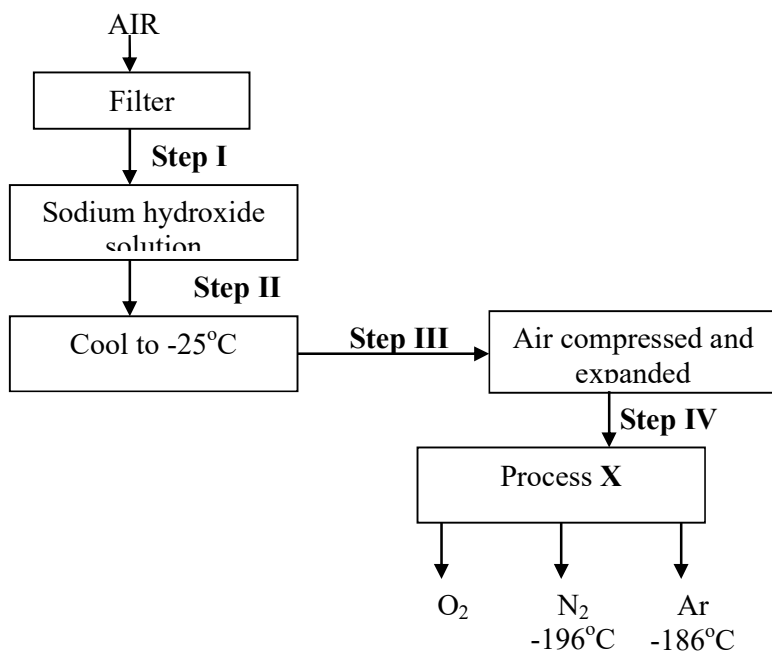 AIR
Filter
Step I
Sodium hydroxide
solution
Step II
Cool to -25°C
Step III
Air compressed and
expanded
Step IV
Process X
O₂
N₂
Ar
-196°C
-186°C